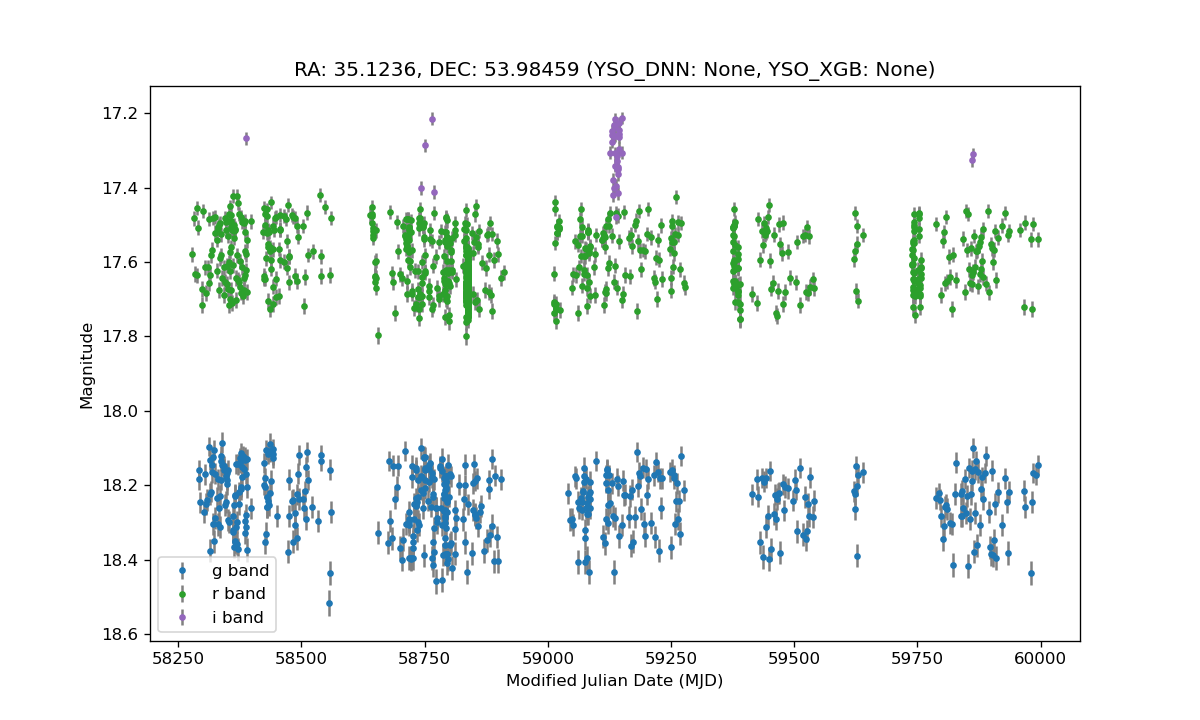 RA: 35.1236, DEC: 53.98459 (YSO_DNN: None, YSO_XGB: None)
17.2
17.4
17.6
17.8
18.0
18.2
18.4
18.6
Magnitude
g band
r band
i band
58250 58500 58750 59000 59250 59500 59750 60000
Modified Julian Date (MJD)